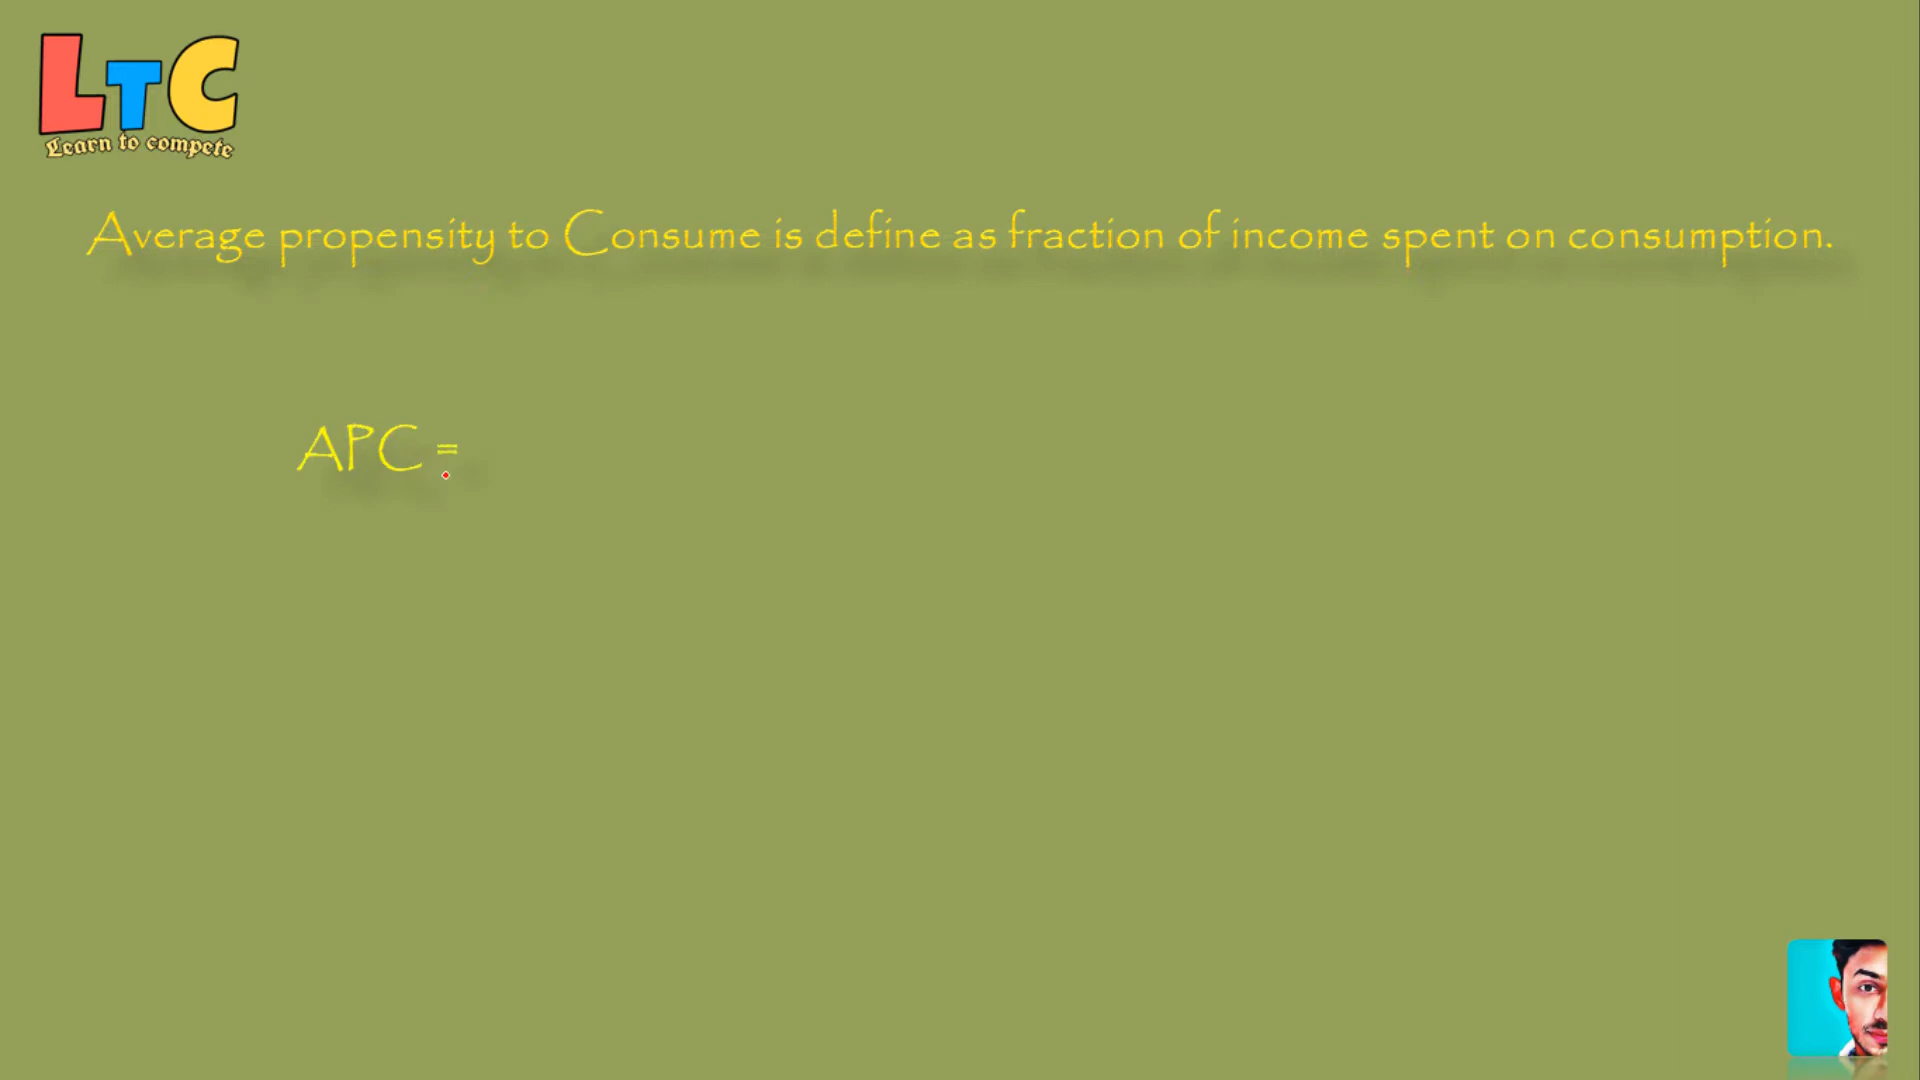 LTC
Learn to compete
Average propensity to Consume is define as fraction of income spent on consumption.
APC =